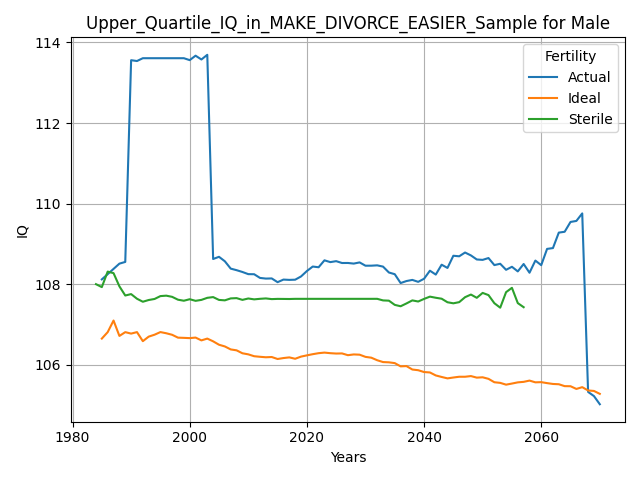 Upper_Quartile_IQ_in_MAKE_DIVORCE_EASIER_Sample for Male
114
112
110
108
106
IQ
1980
2000
2020
2040
2060
Years
Fertility
Actual
Ideal
Sterile